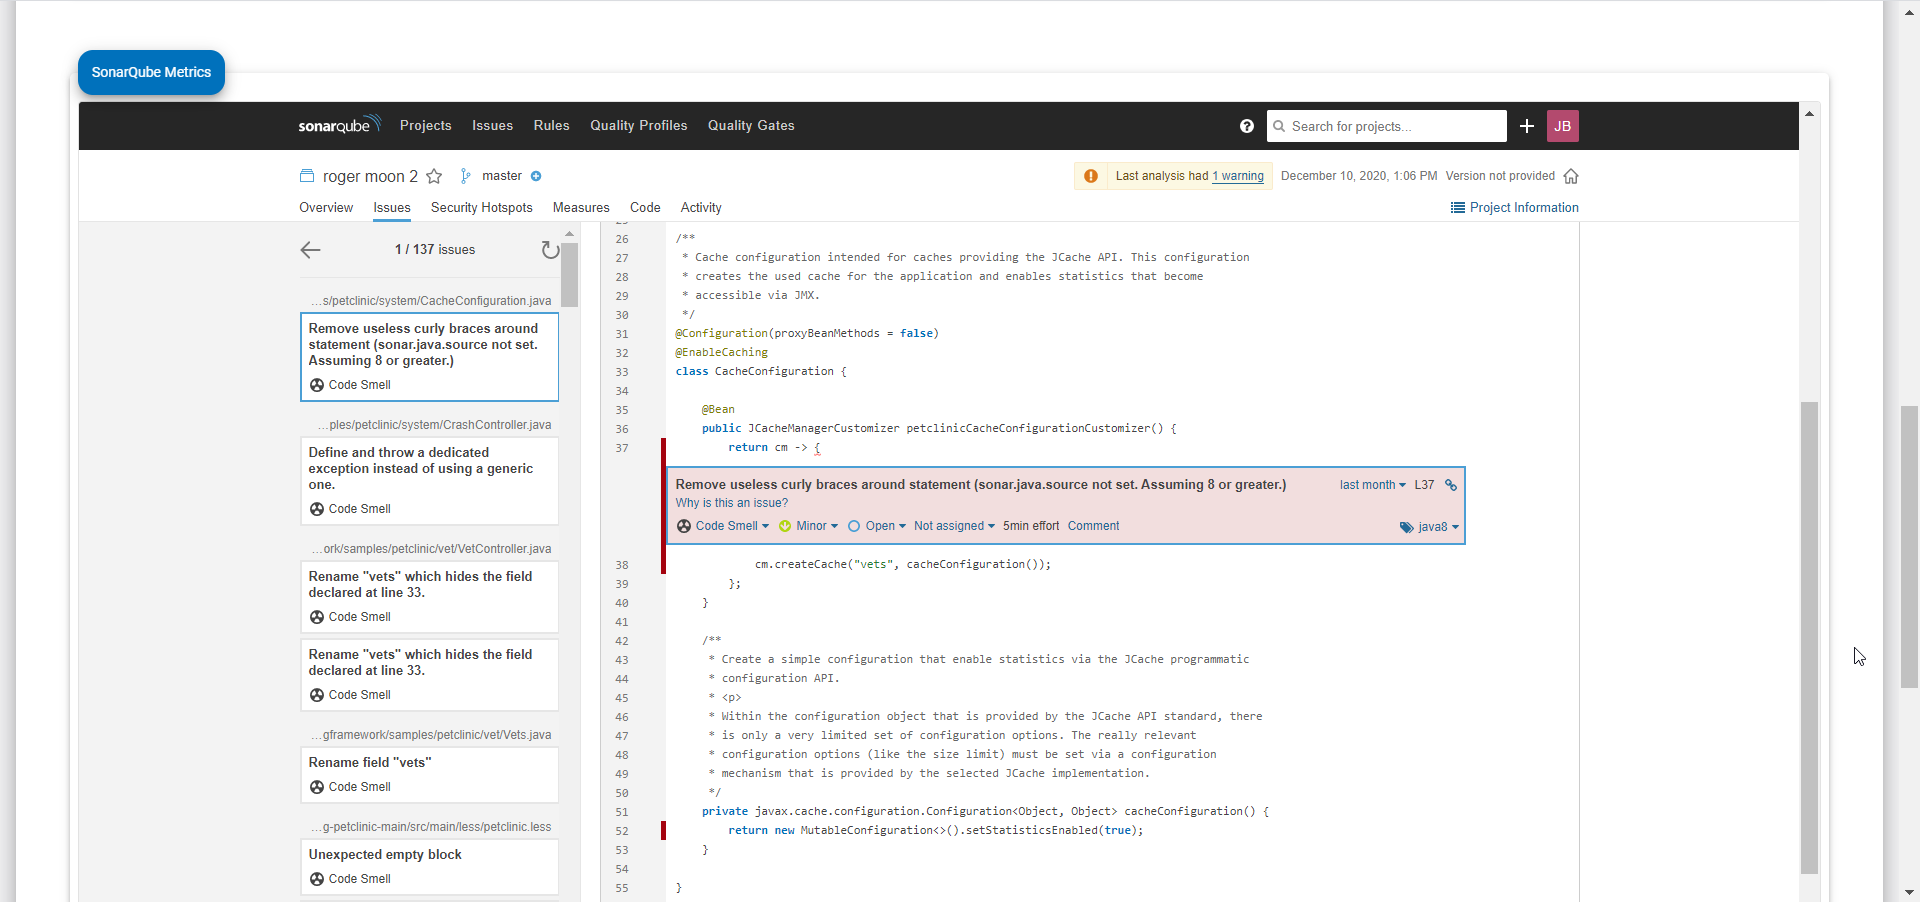 SonarQube Metrics
sonarqube Projects Issues Rules Quality Profiles Quality Gates ? Search for projects... + JB
roger moon 2 master Last analysis had 1 warning December 10, 2020, 1:06 PM Version not provided
Overview Issues Security Hotspots Measures Code Activity Project Information
1 / 137 issues
…s/petclinic/system/CacheConfiguration.java
Remove useless curly braces around
statement (sonar.java.source not set.
Assuming 8 or greater.)
Code Smell
…ples/petclinic/system/CrashController.java
Define and throw a dedicated
exception instead of using a generic
one.
Code Smell
…ork/samples/petclinic/vet/VetController.java
Rename "vets" which hides the field
declared at line 33.
Code Smell
Rename "vets" which hides the field
declared at line 33.
Code Smell
…gframework/samples/petclinic/vet/Vets.java
Rename field "vets"
Code Smell
…g-petclinic-main/src/main/less/petclinic.less
Unexpected empty block
Code Smell
26 /**
27 * Cache configuration intended for caches providing the JCache API. This configuration
28 * creates the used cache for the application and enables statistics that become
29 * accessible via JMX.
30 */
31 @Configuration(proxyBeanMethods = false)
32 @EnableCaching
33 class CacheConfiguration {
34
35 @Bean
36 public JCacheManagerCustomizer petclinicCacheConfigurationCustomizer() {
37 return cm -> {
Remove useless curly braces around statement (sonar.java.source not set. Assuming 8 or greater.) last month L37
Why is this an issue?
Code Smell Minor Open Not assigned 5min effort Comment java8
38 cm.createCache("vets", cacheConfiguration());
39 };
40 }
41
42 /**
43 * Create a simple configuration that enable statistics via the JCache programmatic
44 * configuration API.
45 * <p>
46 * Within the configuration object that is provided by the JCache API standard, there
47 * is only a very limited set of configuration options. The really relevant
48 * configuration options (like the size limit) must be set via a configuration
49 * mechanism that is provided by the selected JCache implementation.
50 */
51 private javax.cache.configuration.Configuration<Object, Object> cacheConfiguration() {
52 return new MutableConfiguration<>().setStatisticsEnabled(true);
53 }
54
55 }